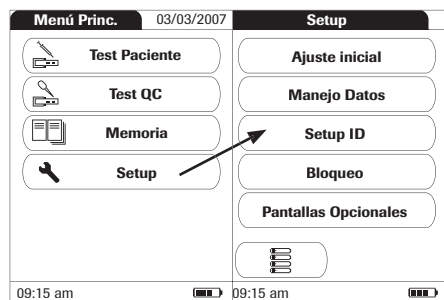 Menú Princ. 03/03/2007
Test Paciente
Test QC
Memoria
Setup
09:15 am
Setup
Ajuste inicial
Manejo Datos
Setup ID
Bloqueo
Pantallas Opcionales
09:15 am